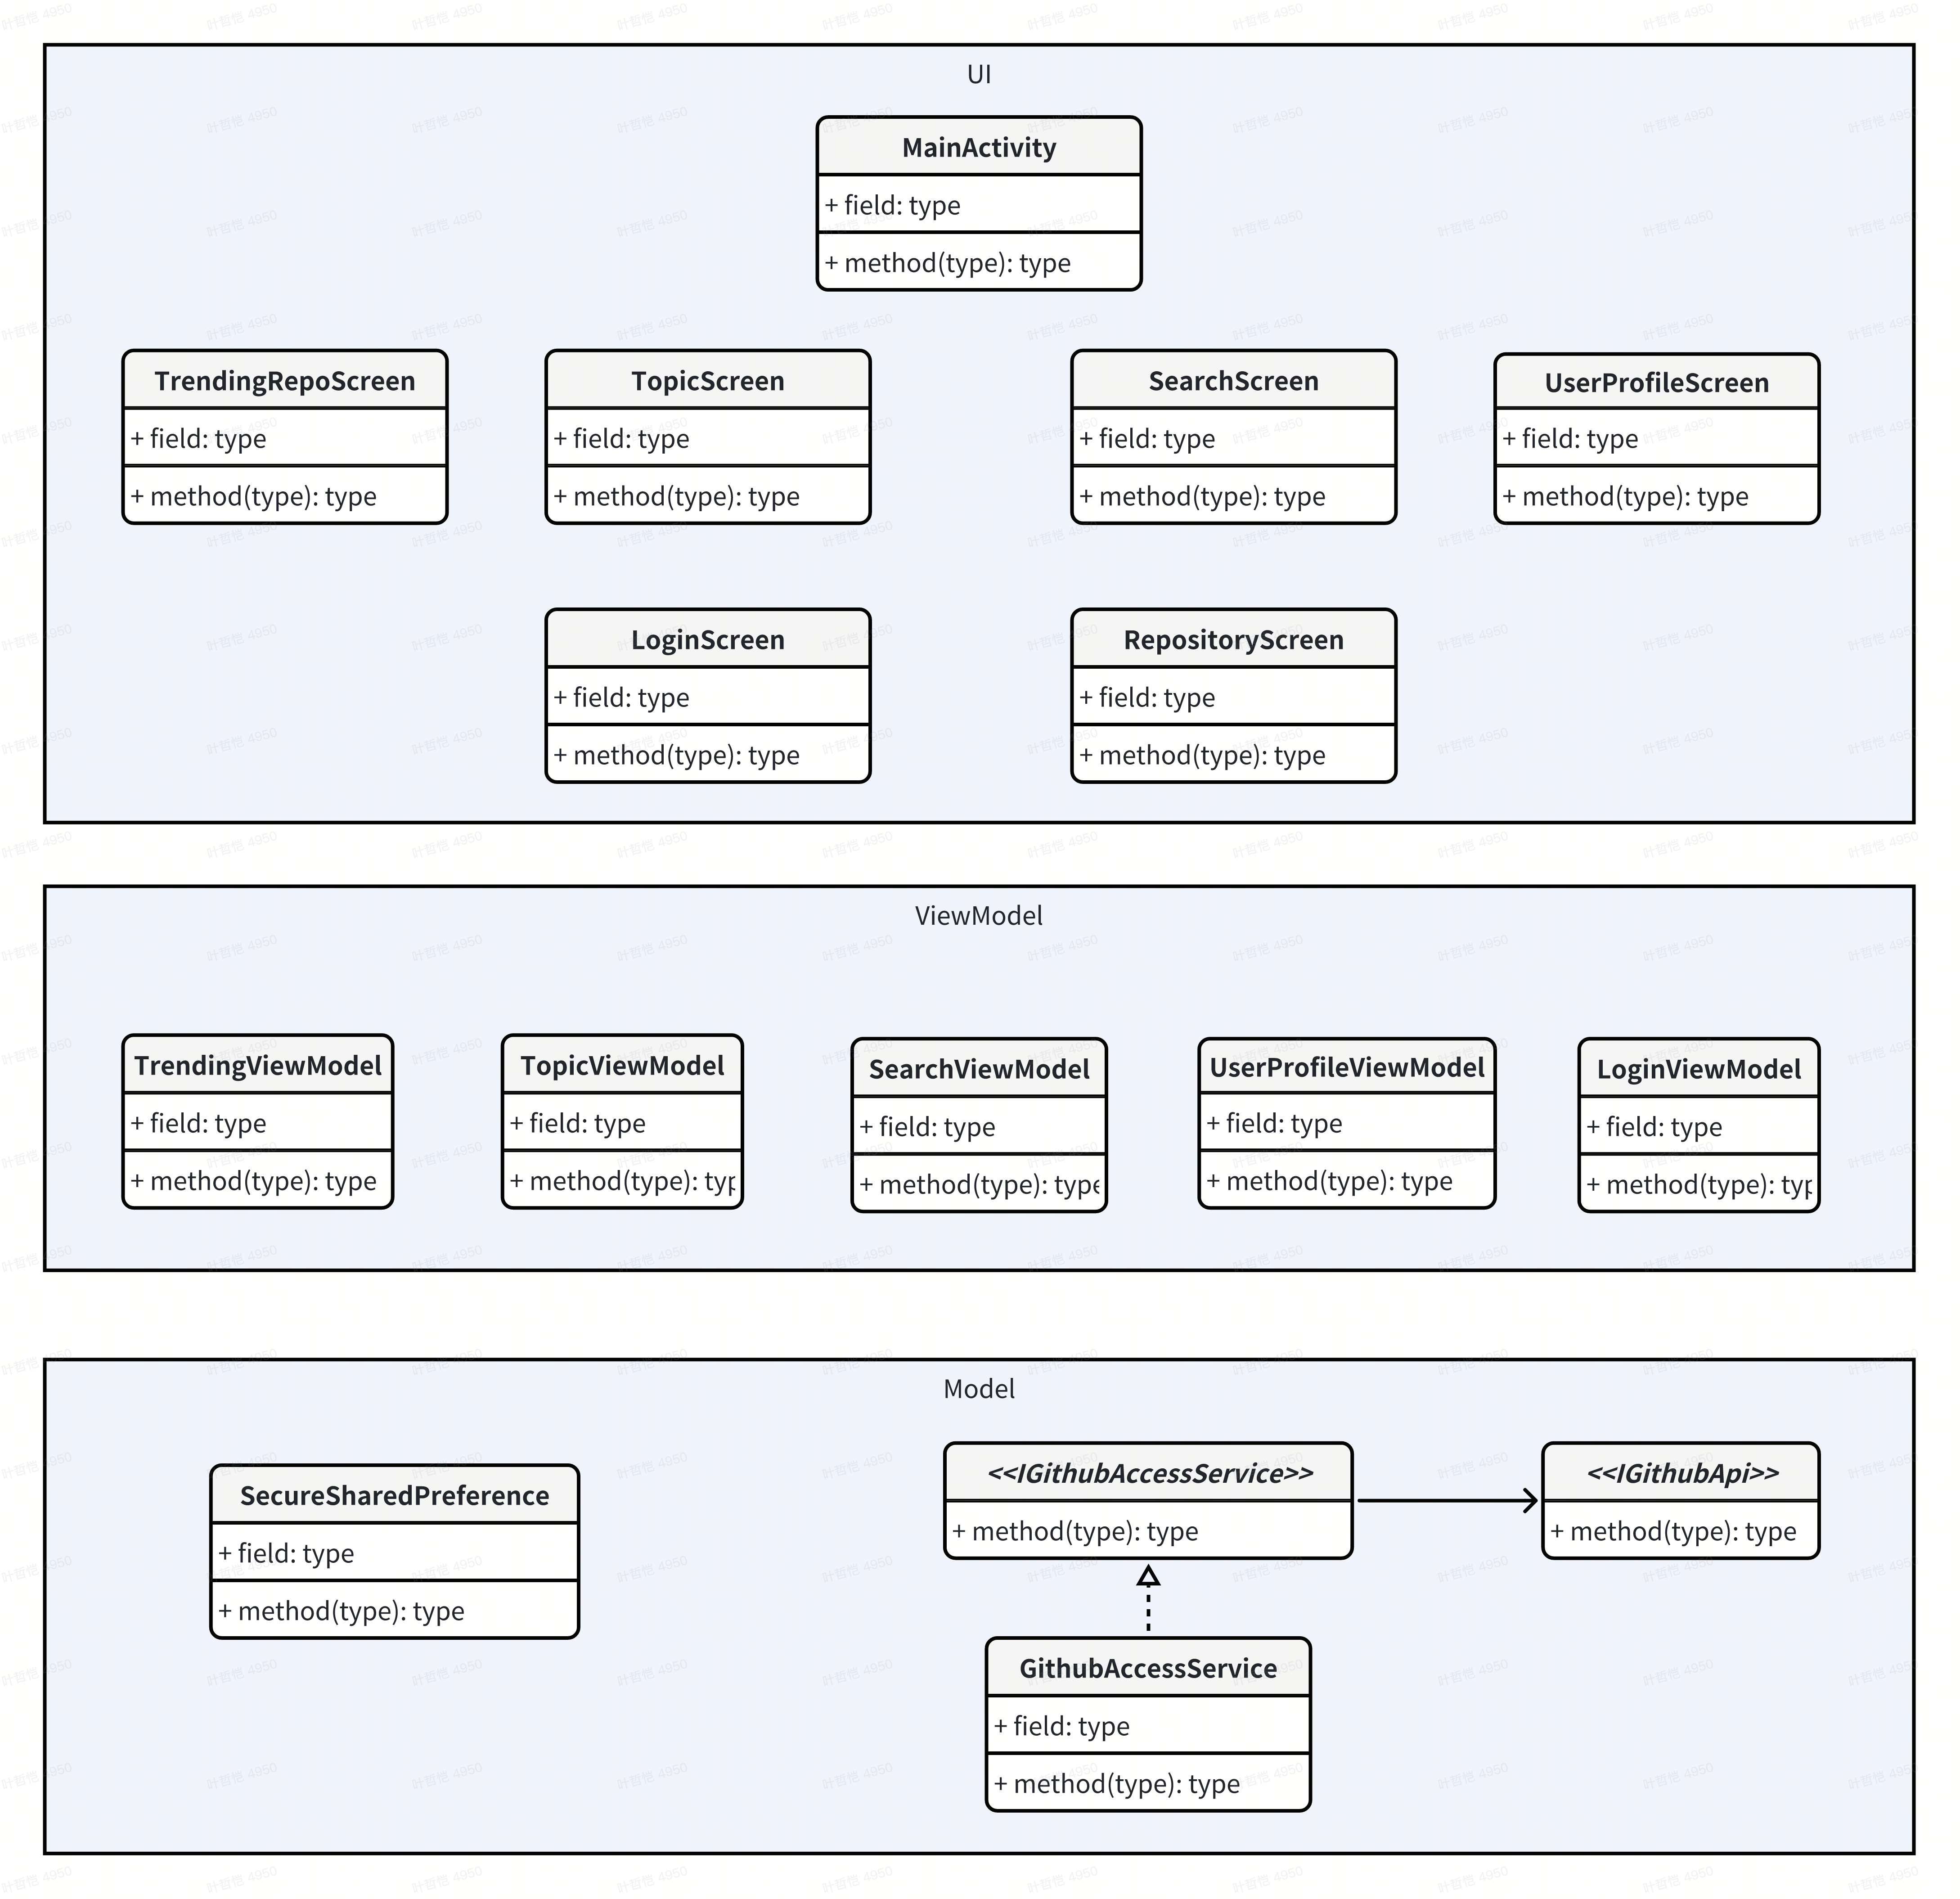 UI
MainActivity
+ field: type
+ method(type): type
TrendingRepoScreen
+ field: type
+ method(type): type
TopicScreen
+ field: type
+ method(type): type
SearchScreen
+ field: type
+ method(type): type
UserProfileScreen
+ field: type
+ method(type): type
LoginScreen
+ field: type
+ method(type): type
RepositoryScreen
+ field: type
+ method(type): type
ViewModel
TrendingViewModel
+ field: type
+ method(type): type
TopicViewModel
+ field: type
+ method(type): typ
SearchViewModel
+ field: type
+ method(type): type
UserProfileViewModel
+ field: type
+ method(type): type
LoginViewModel
+ field: type
+ method(type): typ
Model
SecureSharedPreference
+ field: type
+ method(type): type
<<IGithubAccessService>>
+ method(type): type
<<IGithubApi>>
+ method(type): type
GithubAccessService
+ field: type
+ method(type): type
叶哲恺 4950